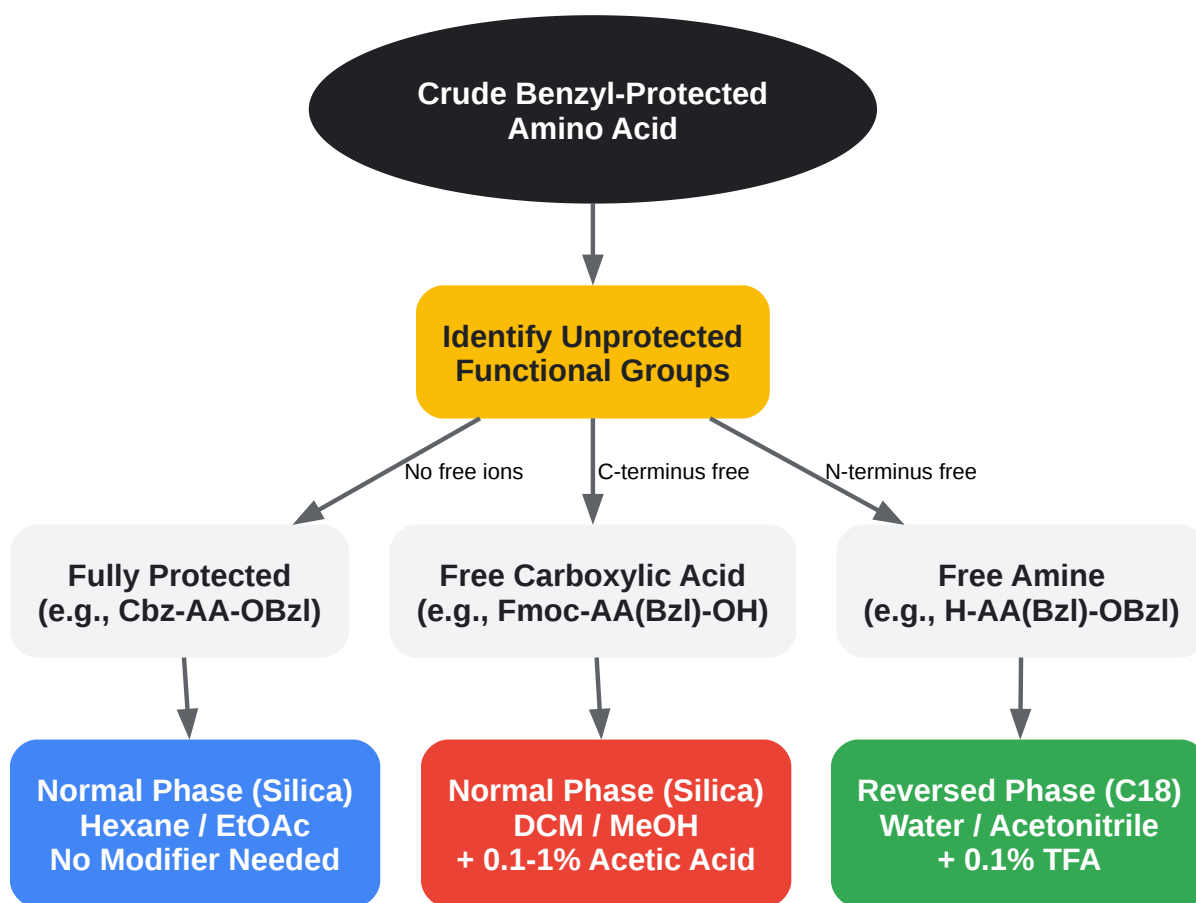 Crude Benzyl-Protected
Amino Acid
Identify Unprotected
Functional Groups
No free ions
C-terminus free
N-terminus free
Fully Protected
(e.g., Cbz-AA-OBzl)
Free Carboxylic Acid
(e.g., Fmoc-AA(Bzl)-OH)
Free Amine
(e.g., H-AA(Bzl)-OBzl)
Normal Phase (Silica)
Hexane / EtOAc
No Modifier Needed
Normal Phase (Silica)
DCM / MeOH
+ 0.1-1% Acetic Acid
Reversed Phase (C18)
Water / Acetonitrile
+ 0.1% TFA